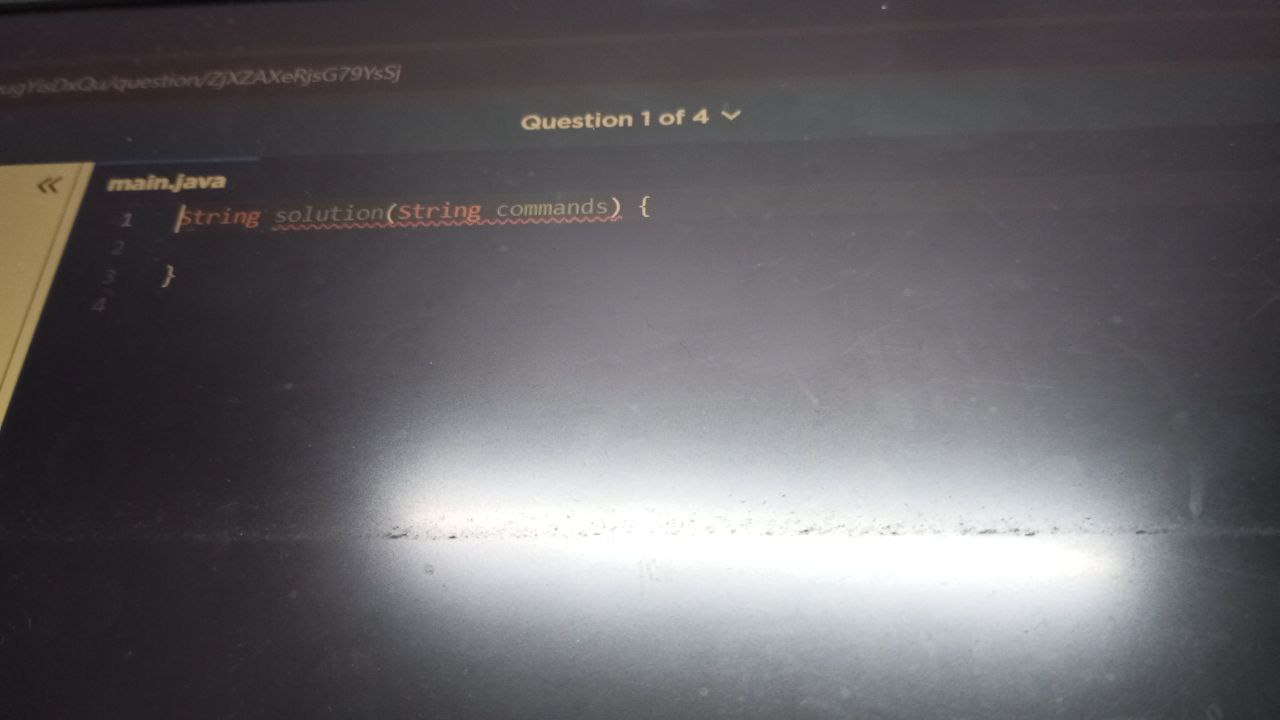 Question 1 of 4
main.java
1 String solution(String commands) {
2
3 }
4